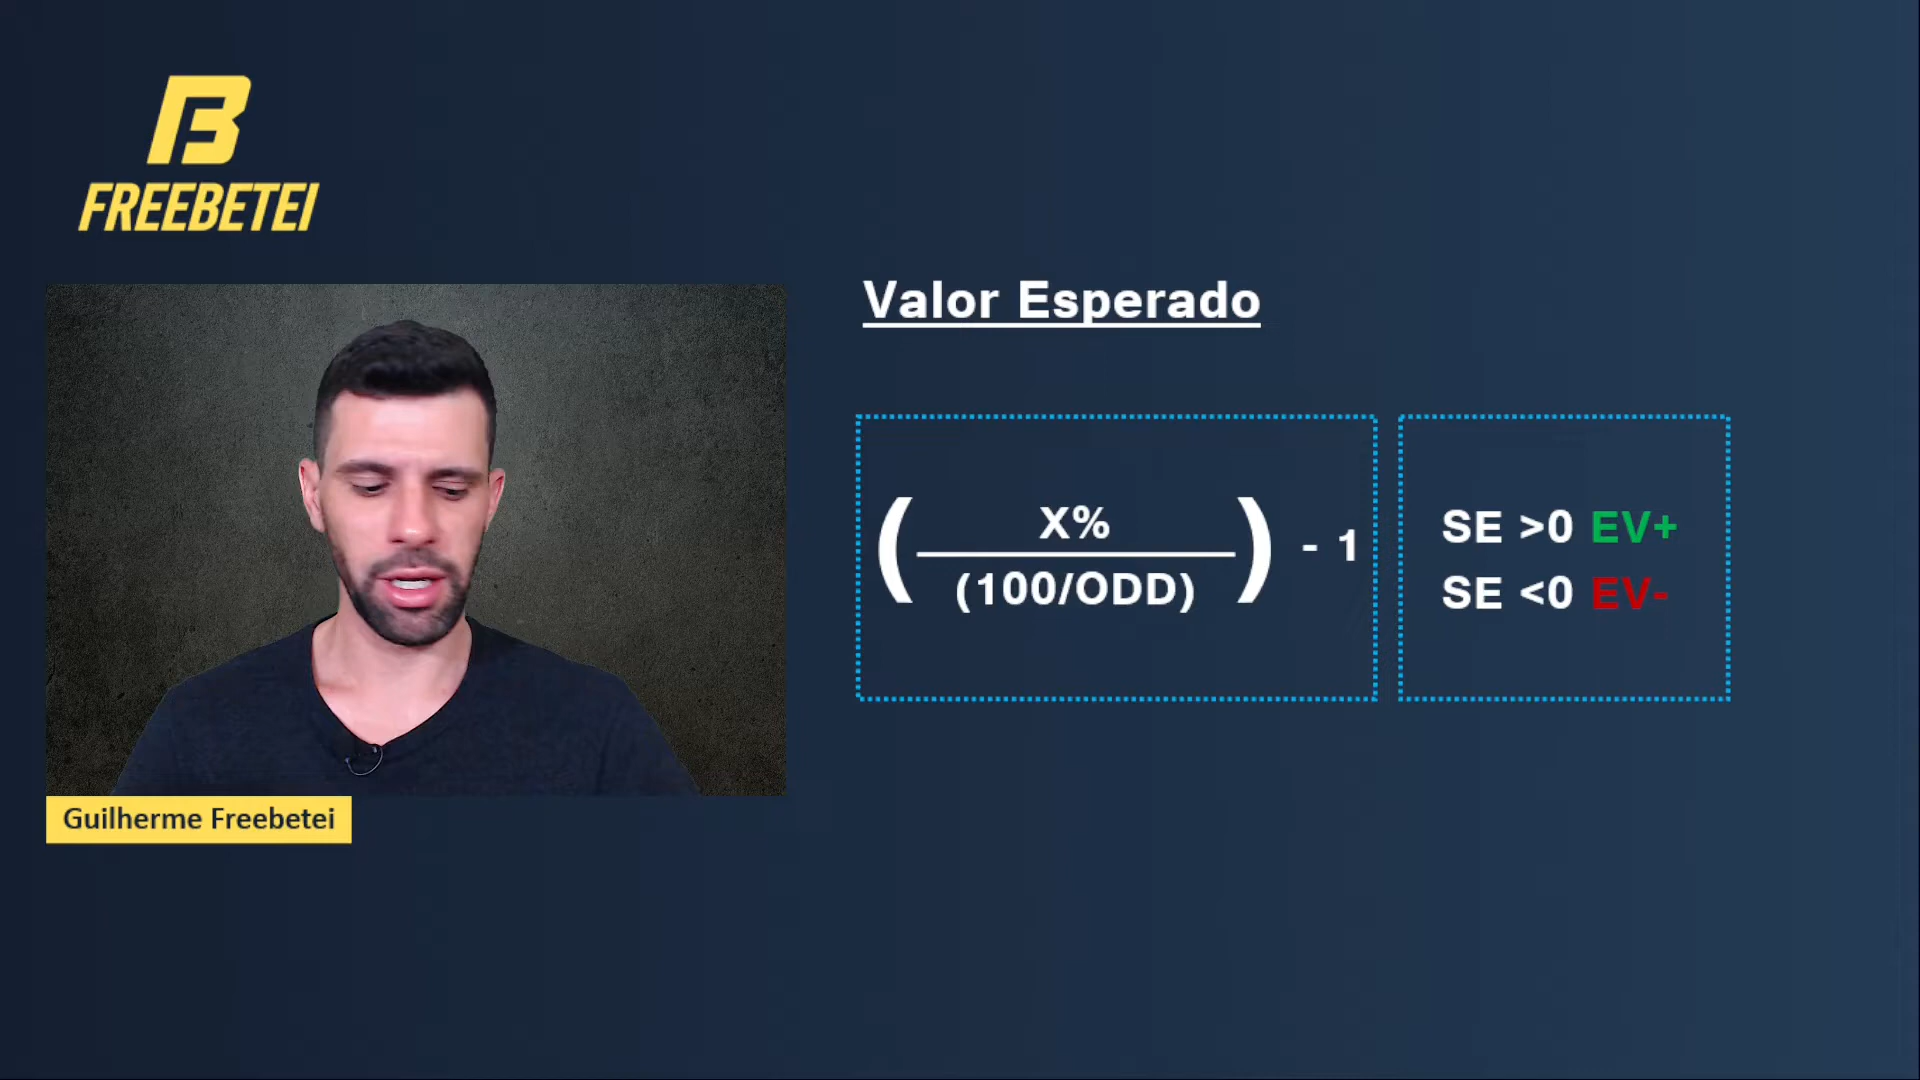 FREEBETEI
Valor Esperado
( X% / (100/ODD) ) - 1
SE >0 EV+
SE <0 EV-
Guilherme Freebetei